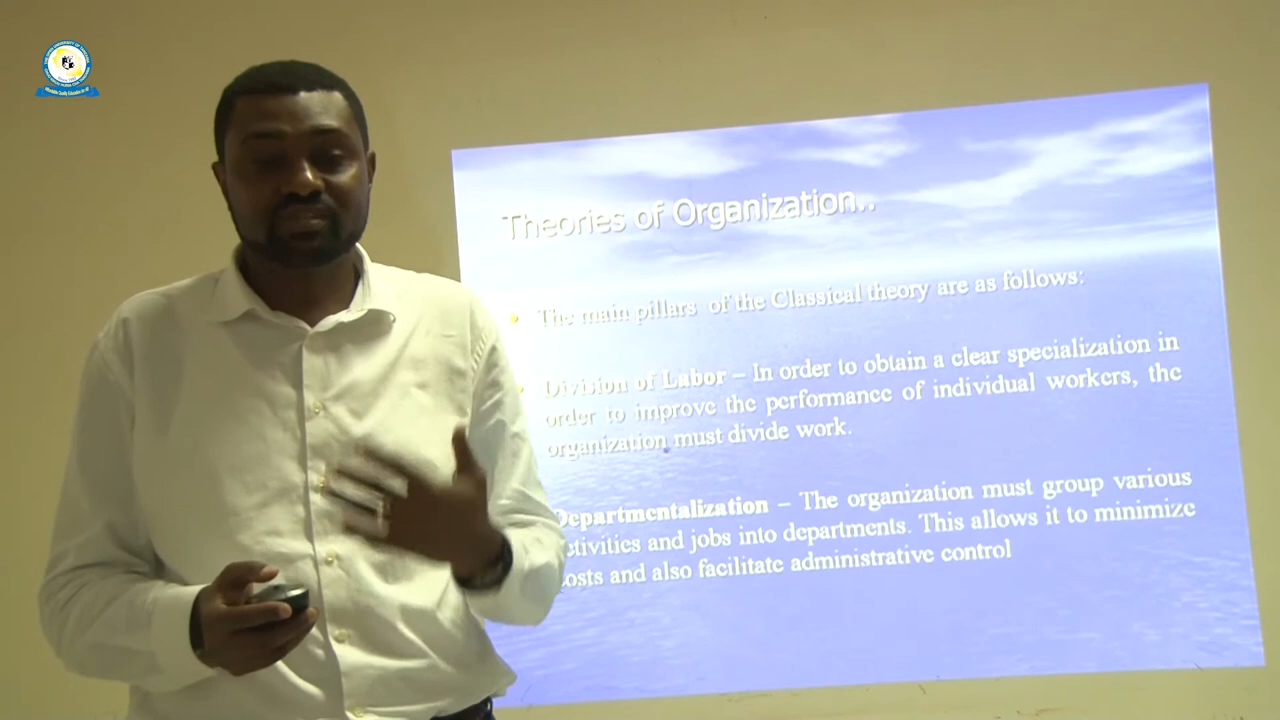 Theories of Organization..
The main pillars of the Classical theory are as follows:
Division of Labor – In order to obtain a clear specialization in
order to improve the performance of individual workers, the
organization must divide work.
Departmentalization – The organization must group various
ctivities and jobs into departments. This allows it to minimize
osts and also facilitate administrative control